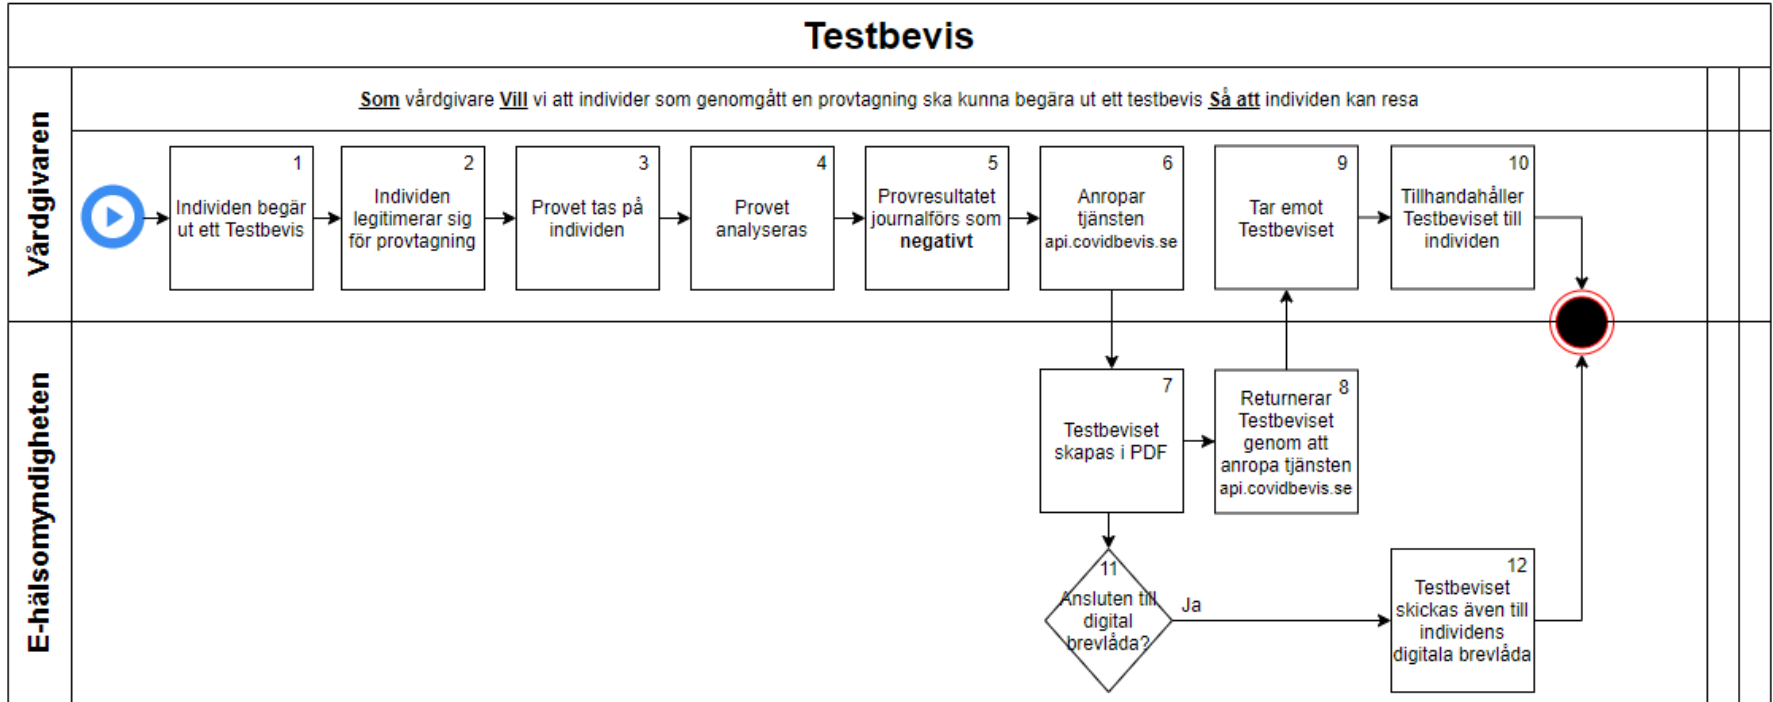 Testbevis
Vårdgivaren
Som vårdgivare Vill vi att individer som genomgått en provtagning ska kunna begära ut ett testbevis Så att individen kan resa
1
Individen begär
ut ett Testbevis
2
Individen
legitimerar sig
för provtagning
3
Provet tas på
individen
4
Provet
analyseras
5
Provresultatet
journalförs som
negativt
6
Anropar
tjänsten
api.covidbevis.se
9
Tar emot
Testbeviset
10
Tillhandahåller
Testbeviset till
individen
E-hälsomyndigheten
7
Testbeviset
skapas i PDF
8
Returnerar
Testbeviset
genom att
anropa tjänsten
api.covidbevis.se
11
Ansluten till
digital
brevlåda?
Ja
12
Testbeviset
skickas även till
individens
digitala brevlåda